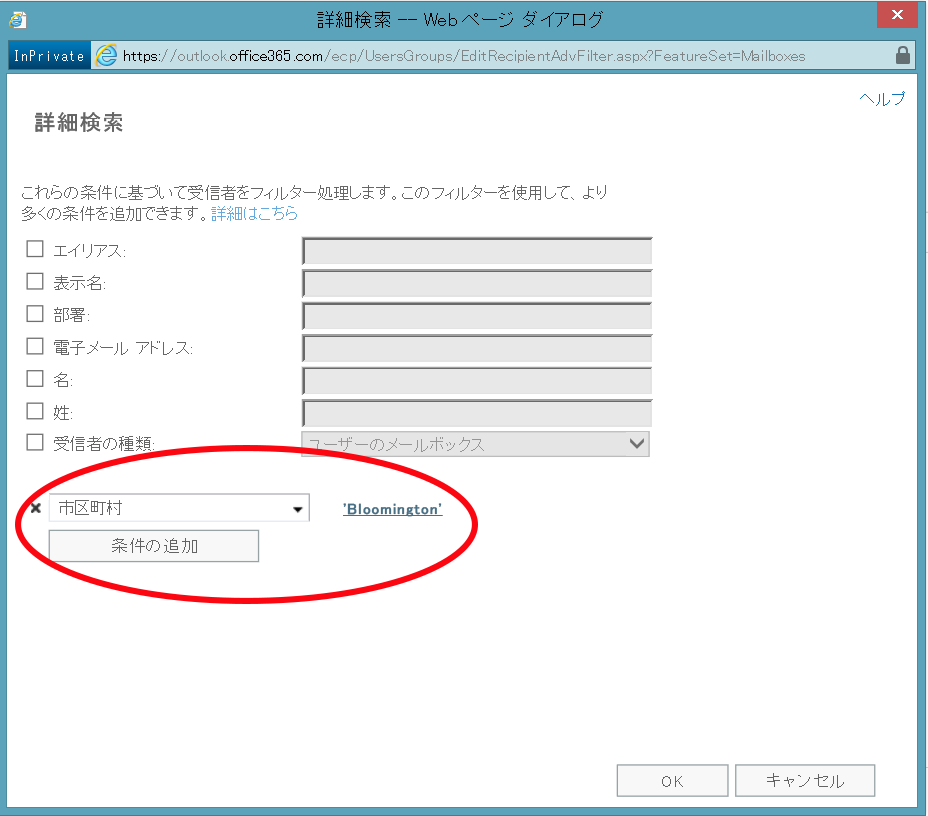 詳細検索 -- Web ページ ダイアログ
InPrivate https://outlook.office365.com/ecp/UsersGroups/EditRecipientAdvFilter.aspx?FeatureSet=Mailboxes
ヘルプ
詳細検索
これらの条件に基づいて受信者をフィルター処理します。このフィルターを使用して、より
多くの条件を追加できます。詳細はこちら
エイリアス:
表示名:
部署:
電子メール アドレス:
名:
姓:
受信者の種類: ユーザーのメールボックス
市区町村 'Bloomington'
条件の追加
OK キャンセル